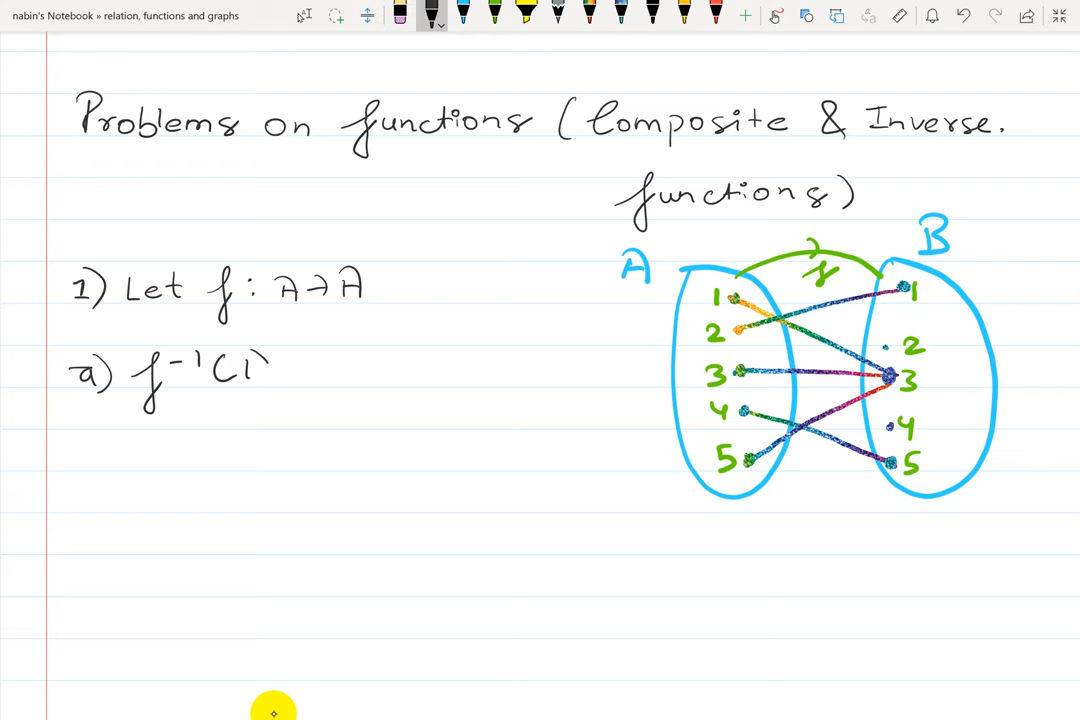 nabin's Notebook » relation, functions and graphs
Problems on functions (Composite & Inverse.
functions)
1) Let f : A → A
a) f⁻¹(1)
A
f
B
1
2
3
4
5
1
2
3
4
5